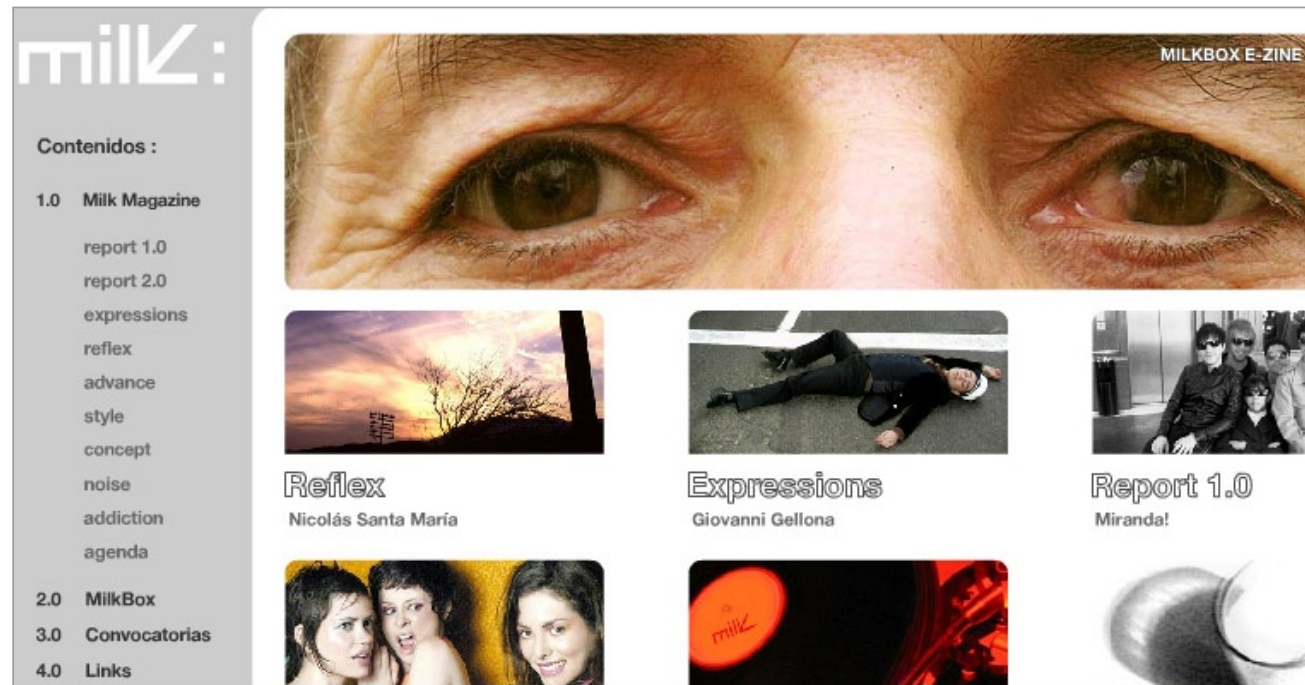 milk:
Contenidos :
1.0 Milk Magazine
report 1.0
report 2.0
expressions
reflex
advance
style
concept
noise
addiction
agenda
2.0 MilkBox
3.0 Convocatorias
4.0 Links
MILKBOX E-ZINE
Reflex
Nicolás Santa María
Expressions
Giovanni Gellona
Report 1.0
Miranda!
milk